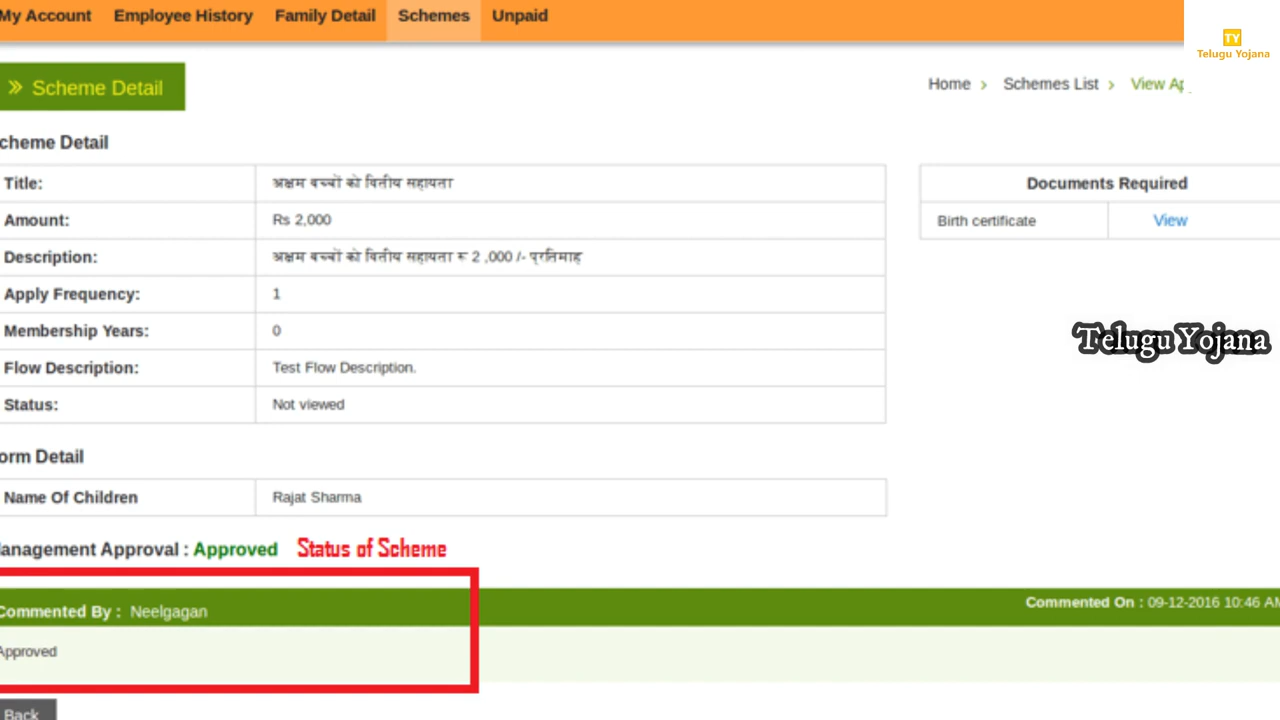 My Account Employee History Family Detail Schemes Unpaid
TY
Telugu Yojana
» Scheme Detail
Home › Schemes List › View Ap
cheme Detail
Title: अक्षम बच्चों को वित्तीय सहायता
Amount: Rs 2,000
Description: अक्षम बच्चों को वित्तीय सहायता रू 2 ,000 /- प्रतिमाह
Apply Frequency: 1
Membership Years: 0
Flow Description: Test Flow Description.
Status: Not viewed
Documents Required
Birth certificate View
Telugu Yojana
orm Detail
Name Of Children Rajat Sharma
anagement Approval : Approved Status of Scheme
Commented By : Neelgagan Commented On : 09-12-2016 10:46 AM
Approved
Back